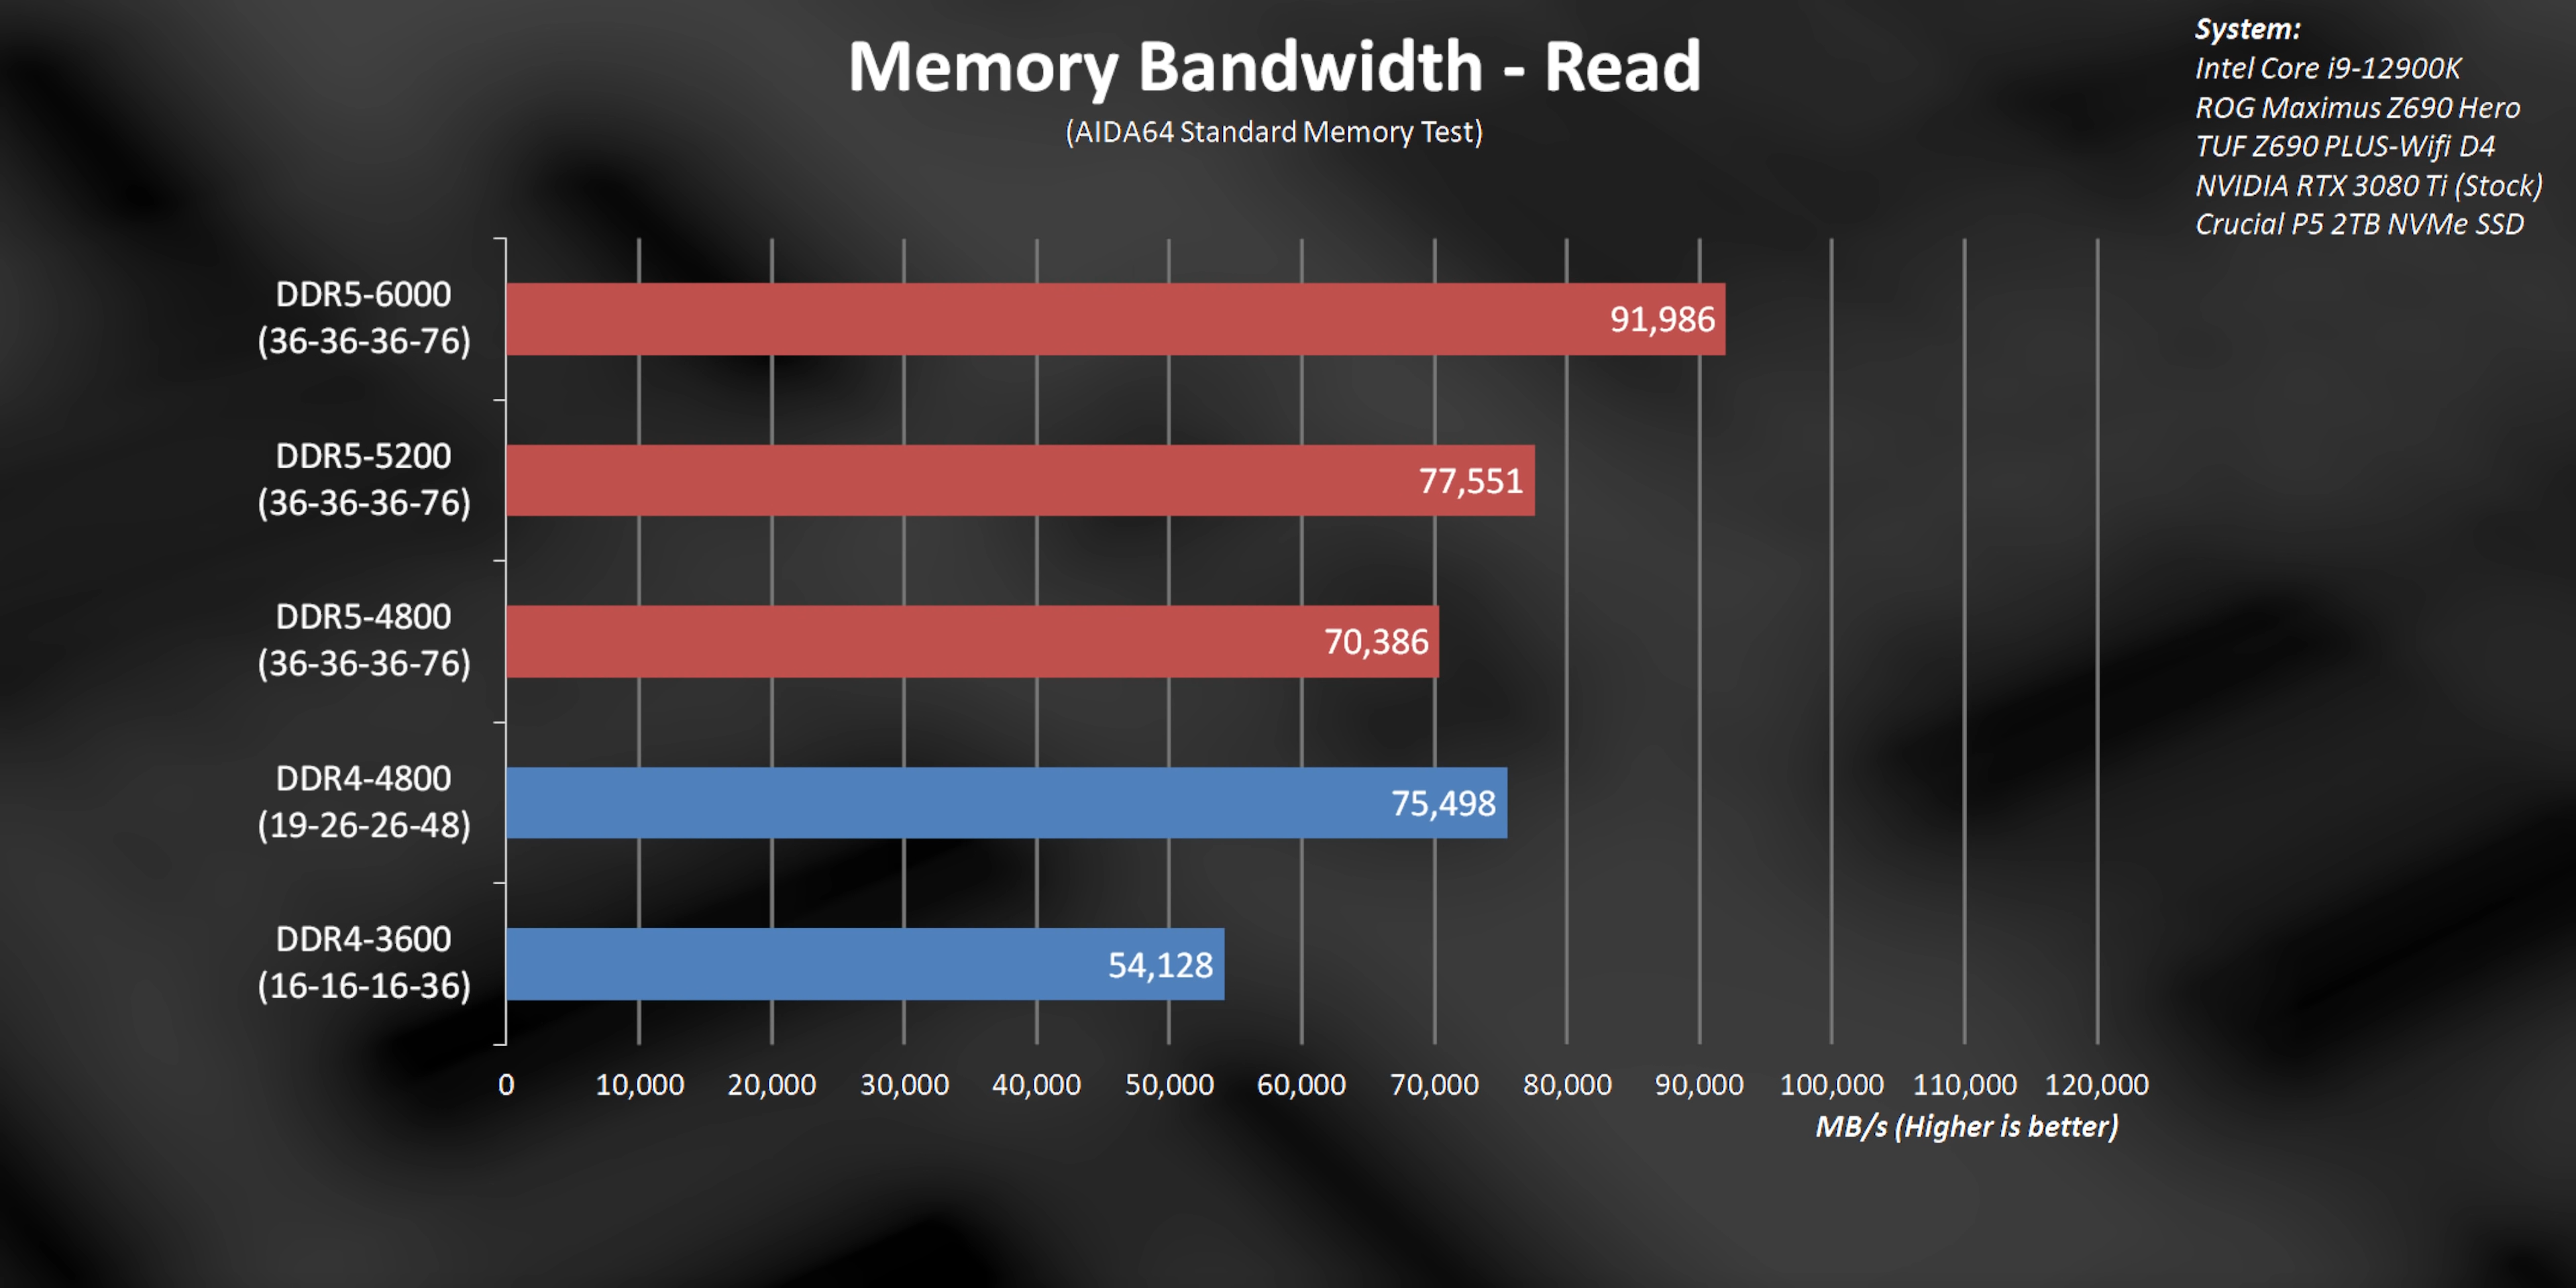 Memory Bandwidth - Read
(AIDA64 Standard Memory Test)
System:
Intel Core i9-12900K
ROG Maximus Z690 Hero
TUF Z690 PLUS-Wifi D4
NVIDIA RTX 3080 Ti (Stock)
Crucial P5 2TB NVMe SSD
DDR5-6000
(36-36-36-76)
91,986
DDR5-5200
(36-36-36-76)
77,551
DDR5-4800
(36-36-36-76)
70,386
DDR4-4800
(19-26-26-48)
75,498
DDR4-3600
(16-16-16-36)
54,128
0 10,000 20,000 30,000 40,000 50,000 60,000 70,000 80,000 90,000 100,000 110,000 120,000
MB/s (Higher is better)